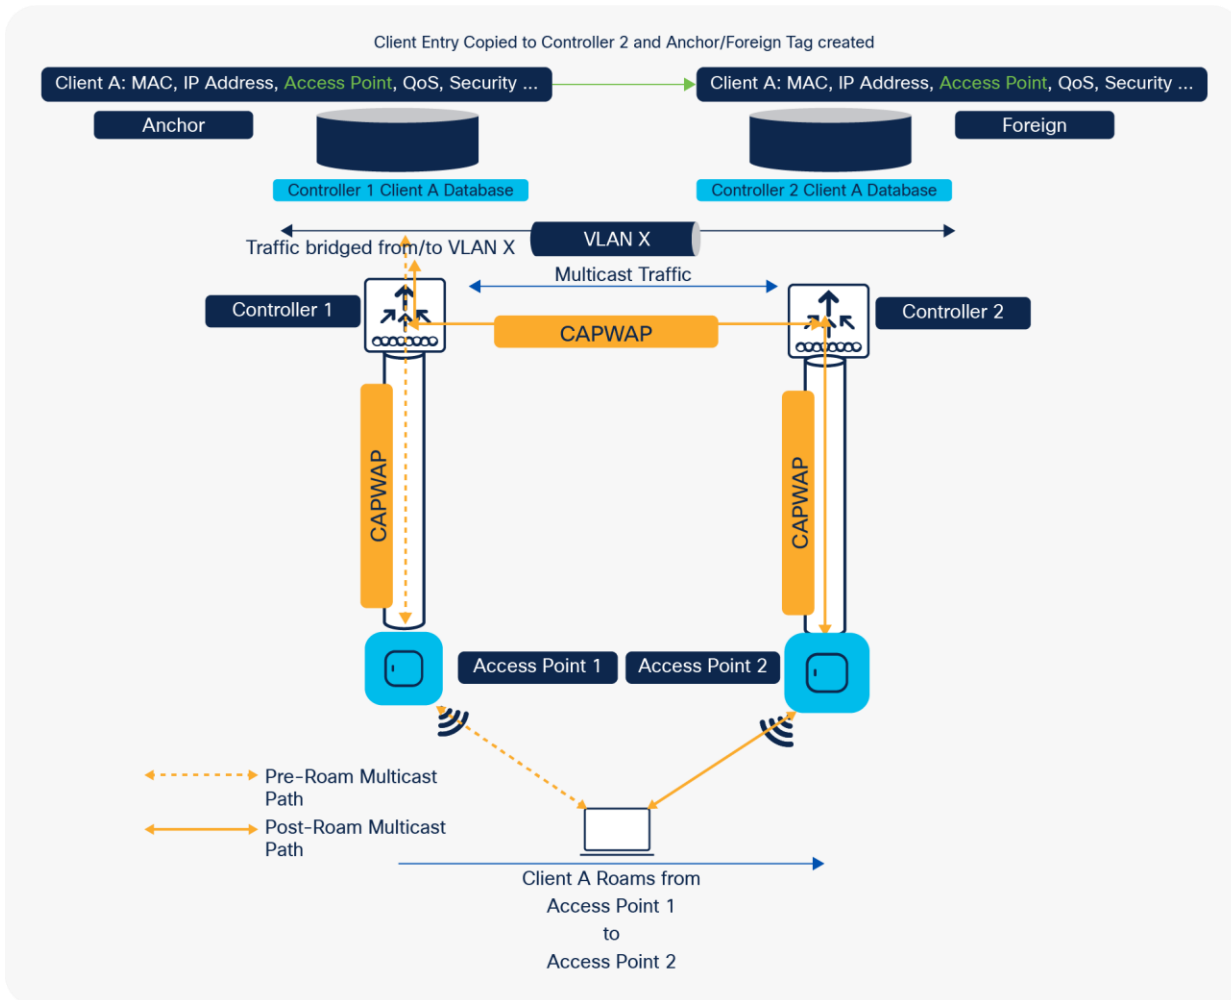 Client Entry Copied to Controller 2 and Anchor/Foreign Tag created
Client A: MAC, IP Address, Access Point, QoS, Security ...
Client A: MAC, IP Address, Access Point, QoS, Security ...
Anchor
Foreign
Controller 1 Client A Database
Controller 2 Client A Database
VLAN X
Traffic bridged from/to VLAN X
Multicast Traffic
Controller 1
Controller 2
CAPWAP
CAPWAP
CAPWAP
Access Point 1
Access Point 2
Pre-Roam Multicast
Path
Post-Roam Multicast
Path
Client A Roams from
Access Point 1
to
Access Point 2